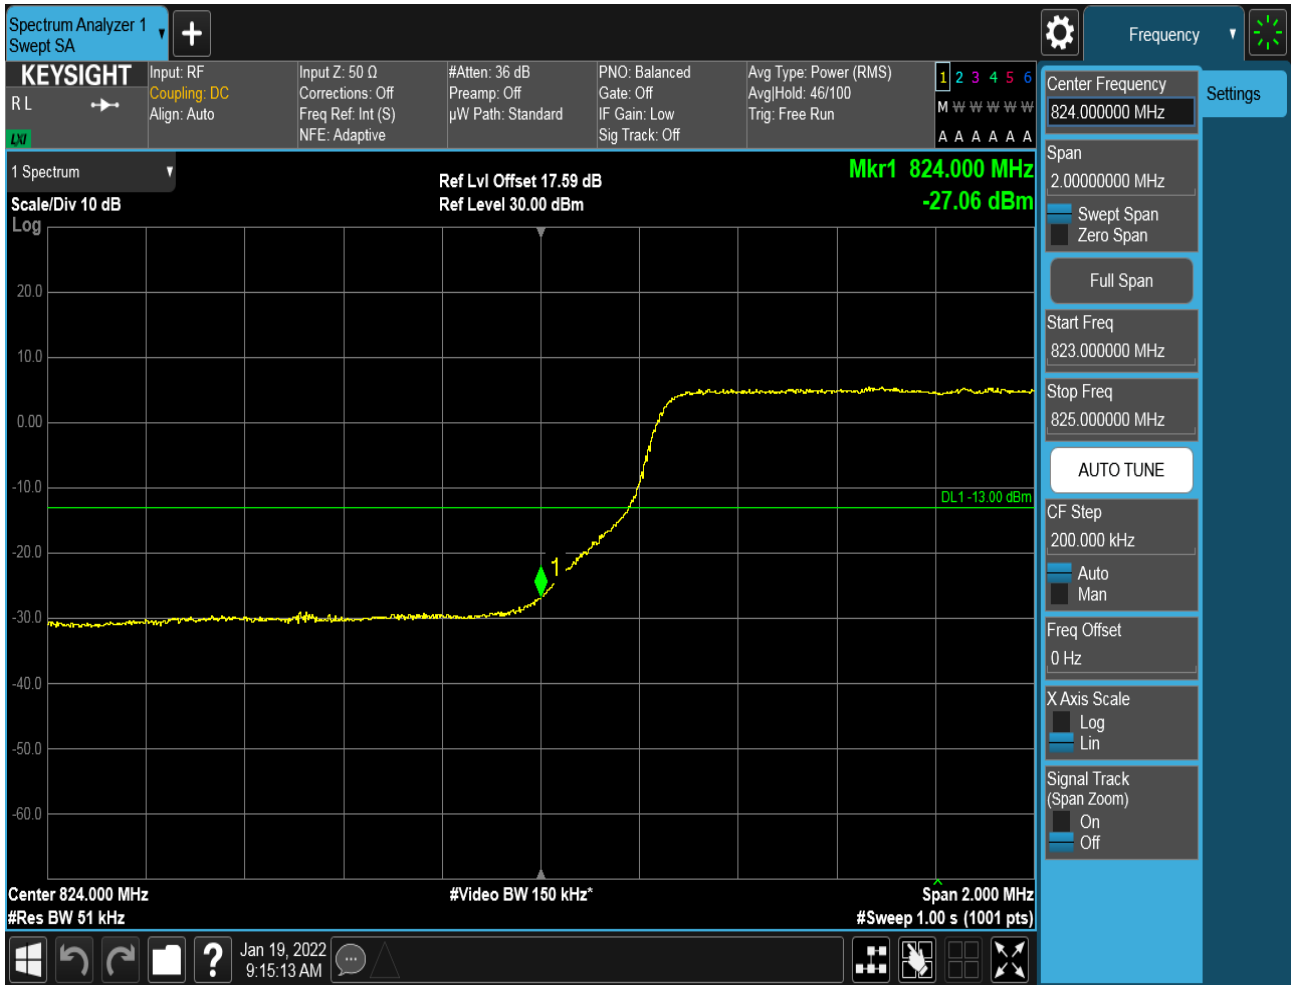 Spectrum Analyzer 1
Swept SA
Frequency
KEYSIGHT
R L
LXI
Input: RF
Coupling: DC
Align: Auto
Input Z: 50 Ω
Corrections: Off
Freq Ref: Int (S)
NFE: Adaptive
#Atten: 36 dB
Preamp: Off
µW Path: Standard
PNO: Balanced
Gate: Off
IF Gain: Low
Sig Track: Off
Avg Type: Power (RMS)
Avg|Hold: 46/100
Trig: Free Run
1 2 3 4 5 6
M W W W W W
A A A A A A
1 Spectrum
Scale/Div 10 dB
Log
Ref Lvl Offset 17.59 dB
Ref Level 30.00 dBm
Mkr1 824.000 MHz
-27.06 dBm
20.0
10.0
0.00
-10.0
-20.0
-30.0
-40.0
-50.0
-60.0
DL1 -13.00 dBm
1
Center 824.000 MHz
#Res BW 51 kHz
#Video BW 150 kHz*
Span 2.000 MHz
#Sweep 1.00 s (1001 pts)
Center Frequency
824.000000 MHz
Settings
Span
2.00000000 MHz
Swept Span
Zero Span
Full Span
Start Freq
823.000000 MHz
Stop Freq
825.000000 MHz
AUTO TUNE
CF Step
200.000 kHz
Auto
Man
Freq Offset
0 Hz
X Axis Scale
Log
Lin
Signal Track
(Span Zoom)
On
Off
?
Jan 19, 2022
9:15:13 AM